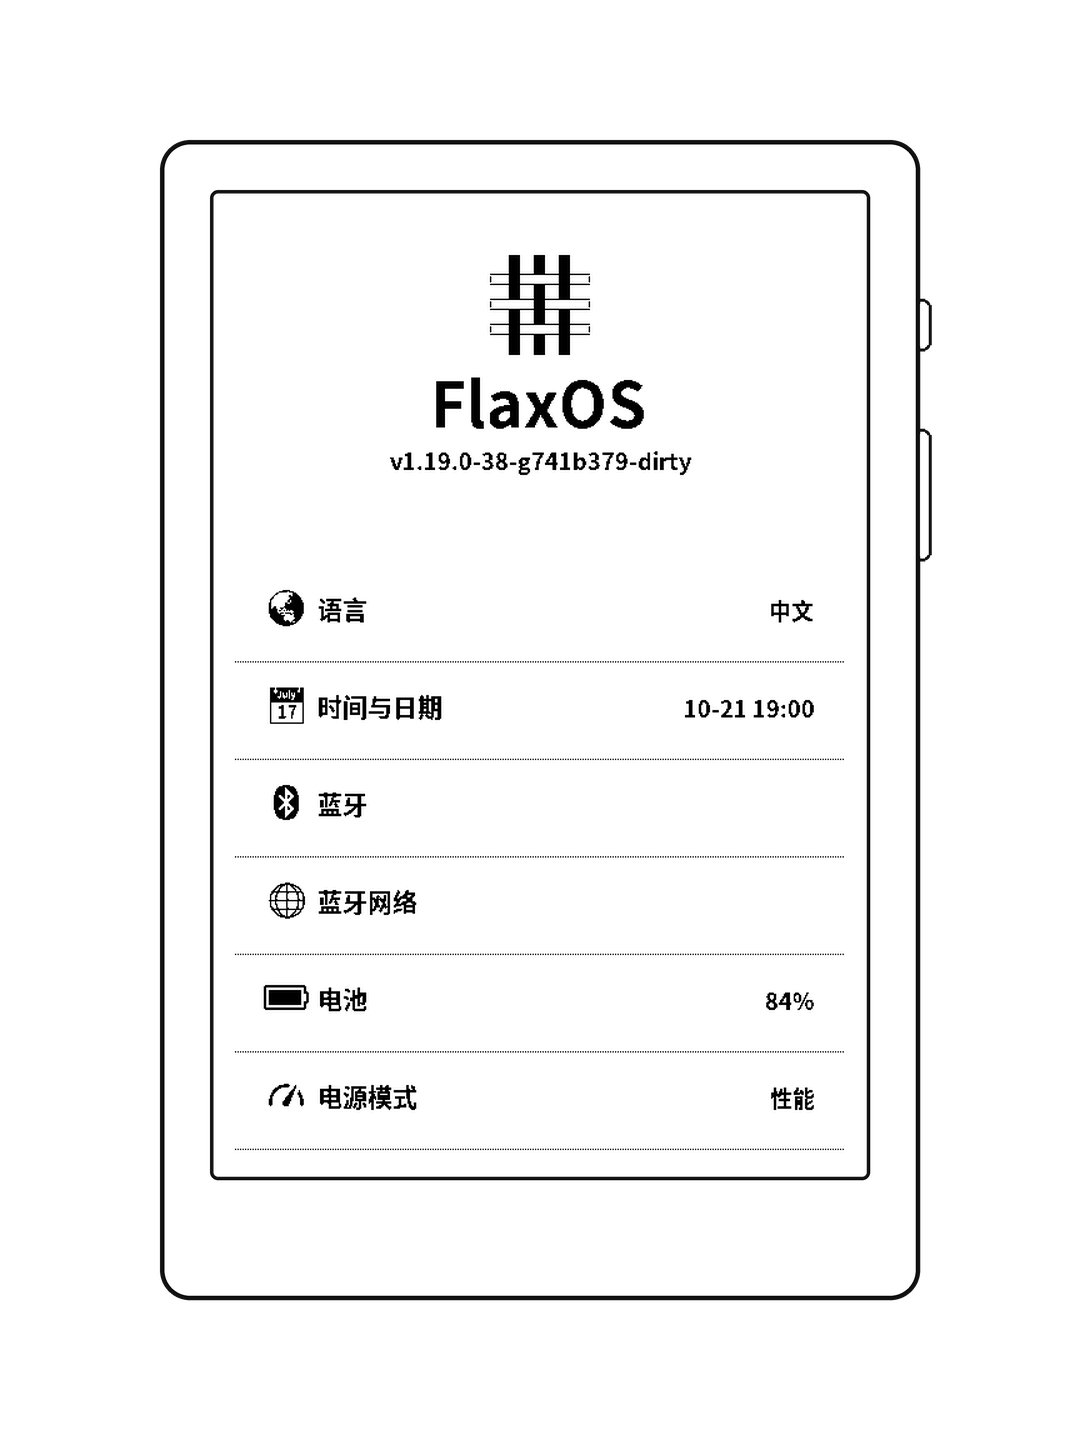 FlaxOS
v1.19.0-38-g741b379-dirty
语言 中文
July
17
时间与日期 10-21 19:00
蓝牙
蓝牙网络
电池 84%
电源模式 性能